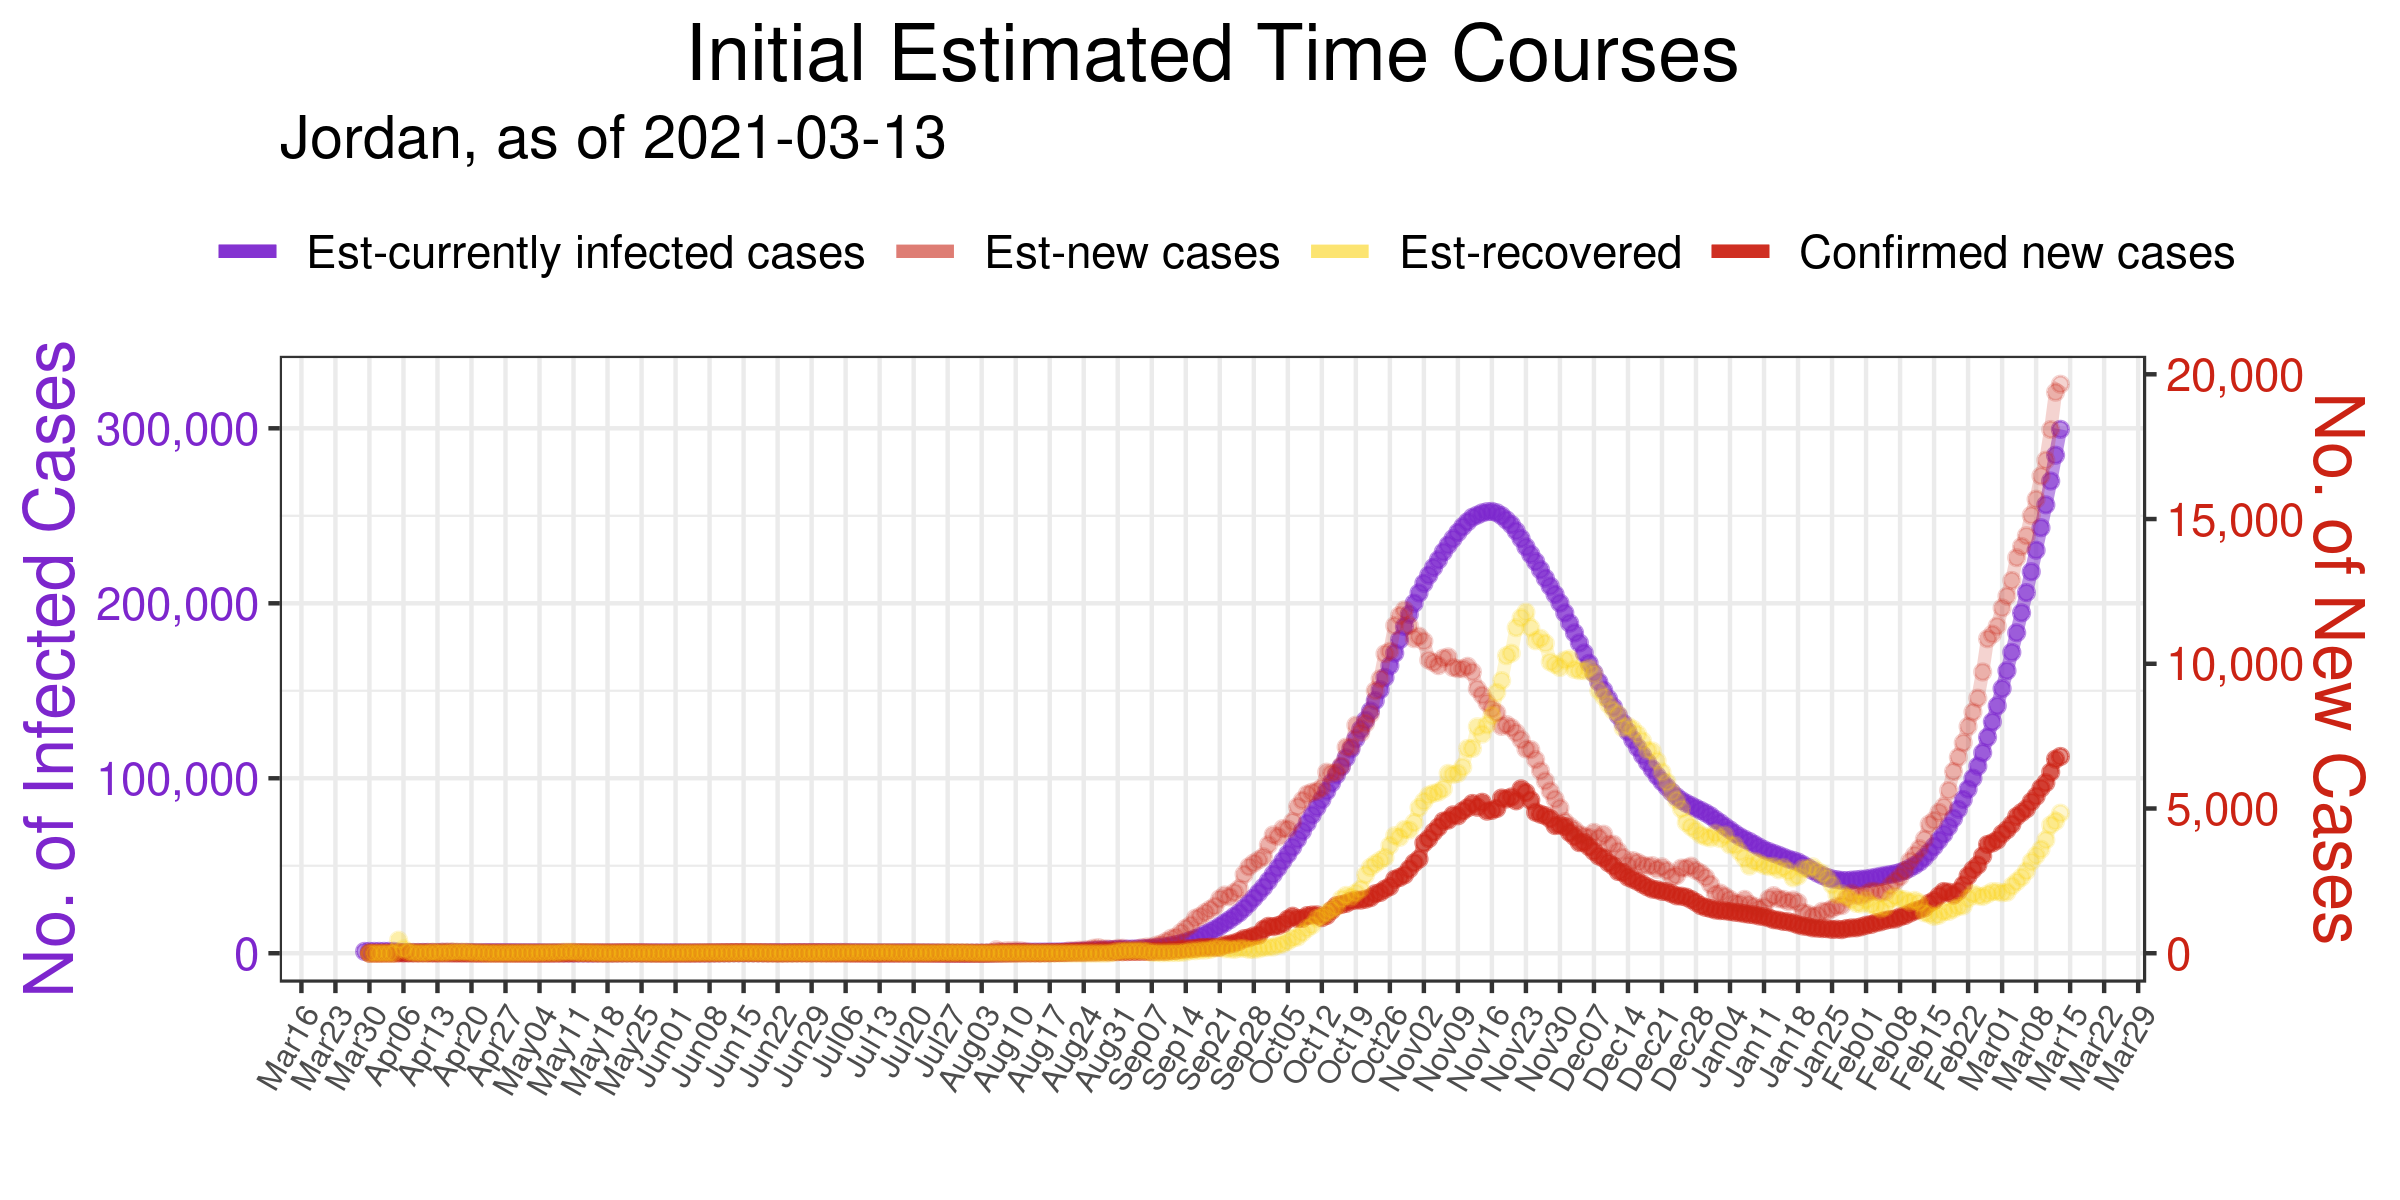 Initial Estimated Time Courses
Jordan, as of 2021-03-13
Est-currently infected cases Est-new cases Est-recovered Confirmed new cases
No. of Infected Cases
300,000
200,000
100,000
0
20,000
15,000
10,000
5,000
0
No. of New Cases
Mar16 Mar23 Mar30 Apr06 Apr13 Apr20 Apr27 May04 May11 May18 May25 Jun01 Jun08 Jun15 Jun22 Jun29 Jul06 Jul13 Jul20 Jul27 Aug03 Aug10 Aug17 Aug24 Aug31 Sep07 Sep14 Sep21 Sep28 Oct05 Oct12 Oct19 Oct26 Nov02 Nov09 Nov16 Nov23 Nov30 Dec07 Dec14 Dec21 Dec28 Jan04 Jan11 Jan18 Jan25 Feb01 Feb08 Feb15 Feb22 Mar01 Mar08 Mar15 Mar22 Mar29